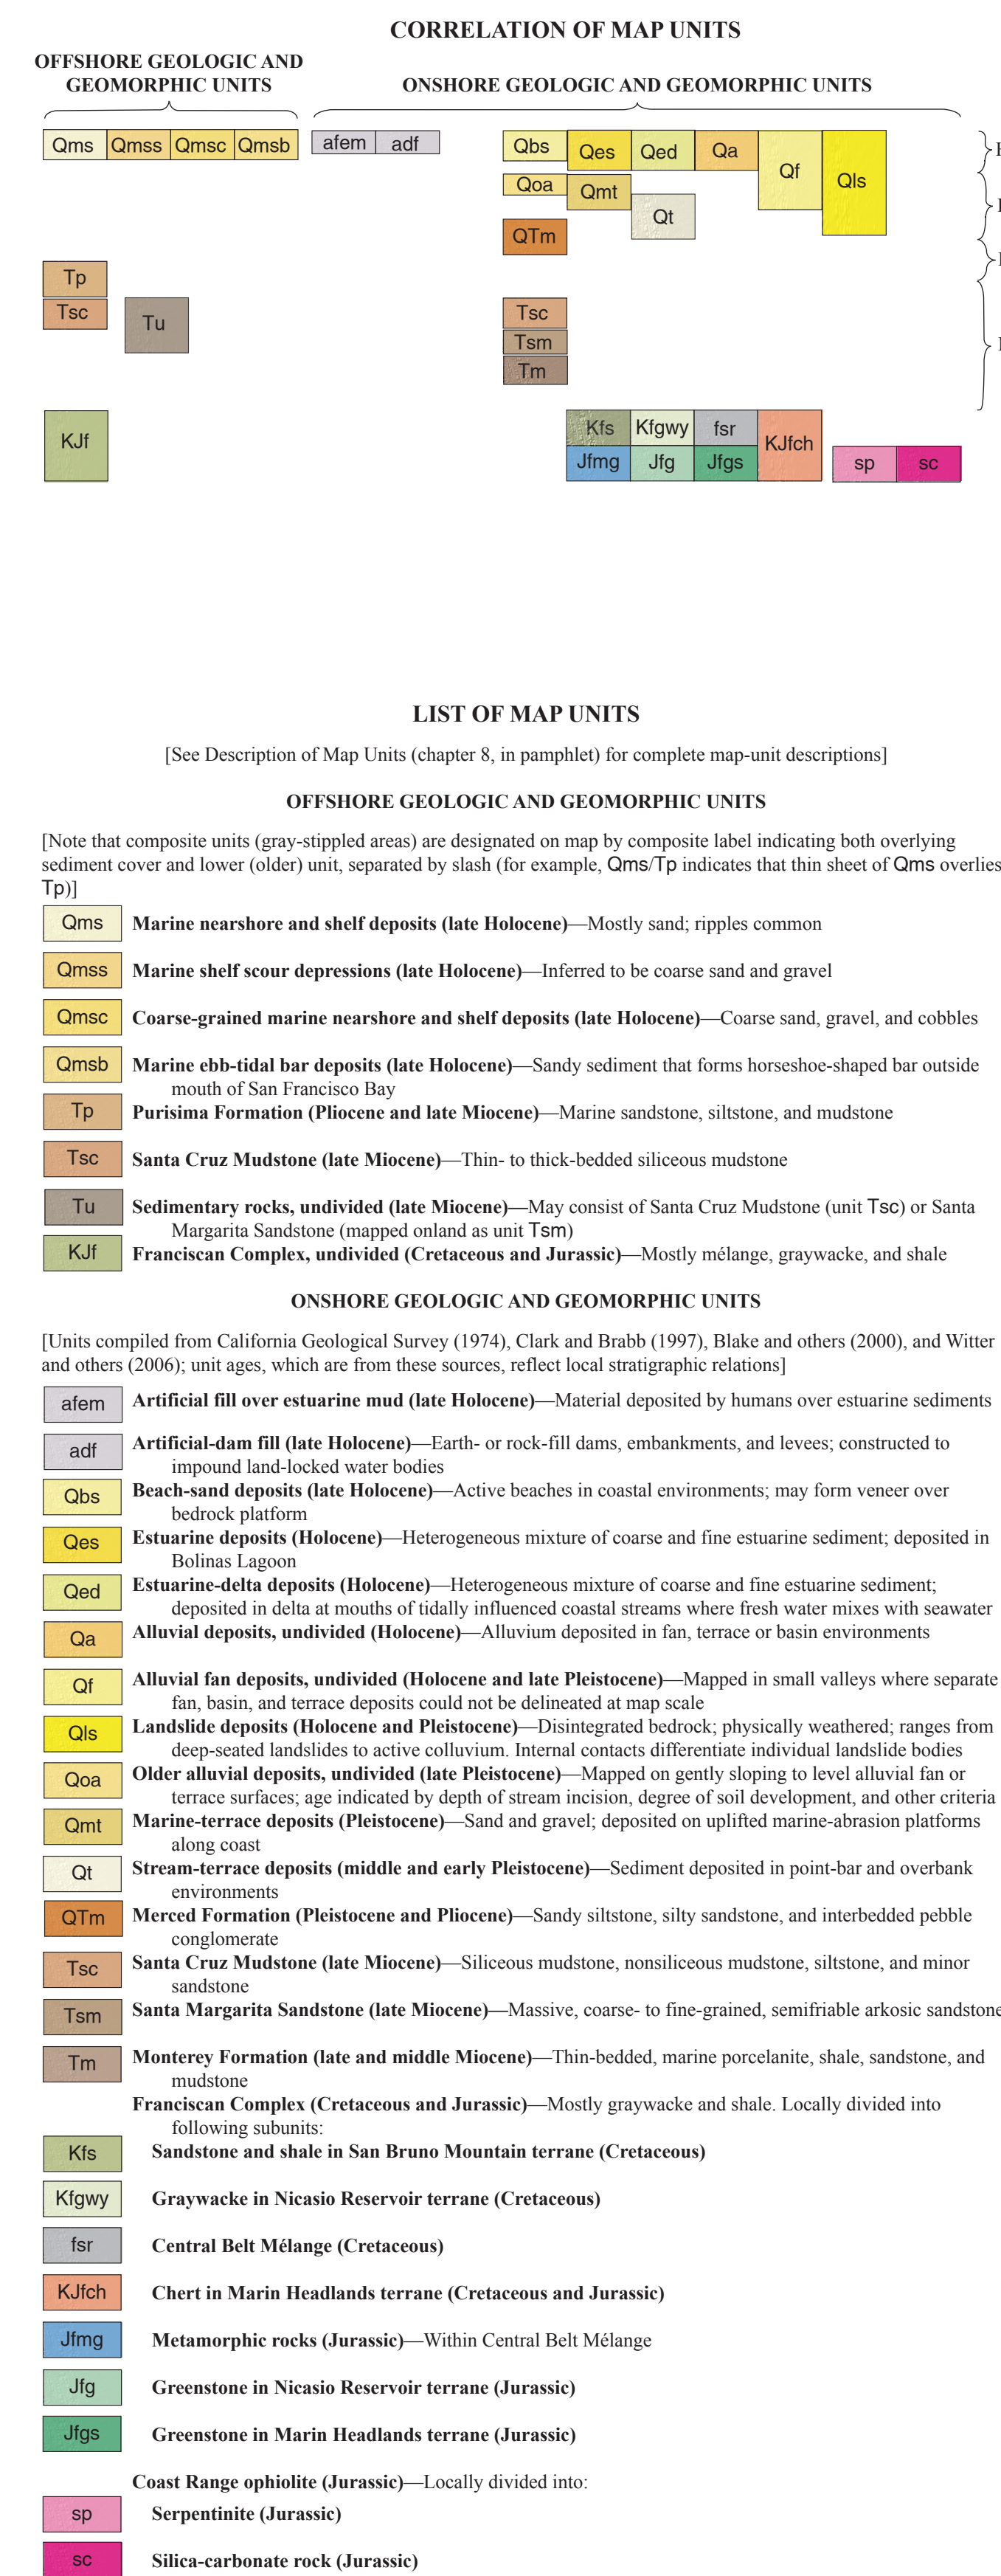 CORRELATION OF MAP UNITS
OFFSHORE GEOLOGIC AND
GEOMORPHIC UNITS
ONSHORE GEOLOGIC AND GEOMORPHIC UNITS
Qms Qmss Qmsc Qmsb afem adf Qbs Qes Qed Qa Qf Qls
Qoa Qmt Qt
QTm
Tp
Tsc Tu Tsc
Tsm
Tm
KJf Kfs Kfgwy fsr KJfch
Jfmg Jfg Jfgs sp sc
LIST OF MAP UNITS
[See Description of Map Units (chapter 8, in pamphlet) for complete map-unit descriptions]
OFFSHORE GEOLOGIC AND GEOMORPHIC UNITS
[Note that composite units (gray-stippled areas) are designated on map by composite label indicating both overlying
sediment cover and lower (older) unit, separated by slash (for example, Qms/Tp indicates that thin sheet of Qms overlies
Tp)]
Qms Marine nearshore and shelf deposits (late Holocene)—Mostly sand; ripples common
Qmss Marine shelf scour depressions (late Holocene)—Inferred to be coarse sand and gravel
Qmsc Coarse-grained marine nearshore and shelf deposits (late Holocene)—Coarse sand, gravel, and cobbles
Qmsb Marine ebb-tidal bar deposits (late Holocene)—Sandy sediment that forms horseshoe-shaped bar outside
mouth of San Francisco Bay
Tp Purisima Formation (Pliocene and late Miocene)—Marine sandstone, siltstone, and mudstone
Tsc Santa Cruz Mudstone (late Miocene)—Thin- to thick-bedded siliceous mudstone
Tu Sedimentary rocks, undivided (late Miocene)—May consist of Santa Cruz Mudstone (unit Tsc) or Santa
Margarita Sandstone (mapped onland as unit Tsm)
KJf Franciscan Complex, undivided (Cretaceous and Jurassic)—Mostly mélange, graywacke, and shale
ONSHORE GEOLOGIC AND GEOMORPHIC UNITS
[Units compiled from California Geological Survey (1974), Clark and Brabb (1997), Blake and others (2000), and Witter
and others (2006); unit ages, which are from these sources, reflect local stratigraphic relations]
afem Artificial fill over estuarine mud (late Holocene)—Material deposited by humans over estuarine sediments
adf Artificial-dam fill (late Holocene)—Earth- or rock-fill dams, embankments, and levees; constructed to
impound land-locked water bodies
Qbs Beach-sand deposits (late Holocene)—Active beaches in coastal environments; may form veneer over
bedrock platform
Qes Estuarine deposits (Holocene)—Heterogeneous mixture of coarse and fine estuarine sediment; deposited in
Bolinas Lagoon
Qed Estuarine-delta deposits (Holocene)—Heterogeneous mixture of coarse and fine estuarine sediment;
deposited in delta at mouths of tidally influenced coastal streams where fresh water mixes with seawater
Qa Alluvial deposits, undivided (Holocene)—Alluvium deposited in fan, terrace or basin environments
Qf Alluvial fan deposits, undivided (Holocene and late Pleistocene)—Mapped in small valleys where separate
fan, basin, and terrace deposits could not be delineated at map scale
Qls Landslide deposits (Holocene and Pleistocene)—Disintegrated bedrock; physically weathered; ranges from
deep-seated landslides to active colluvium. Internal contacts differentiate individual landslide bodies
Qoa Older alluvial deposits, undivided (late Pleistocene)—Mapped on gently sloping to level alluvial fan or
terrace surfaces; age indicated by depth of stream incision, degree of soil development, and other criteria
Qmt Marine-terrace deposits (Pleistocene)—Sand and gravel; deposited on uplifted marine-abrasion platforms
along coast
Qt Stream-terrace deposits (middle and early Pleistocene)—Sediment deposited in point-bar and overbank
environments
QTm Merced Formation (Pleistocene and Pliocene)—Sandy siltstone, silty sandstone, and interbedded pebble
conglomerate
Tsc Santa Cruz Mudstone (late Miocene)—Siliceous mudstone, nonsiliceous mudstone, siltstone, and minor
sandstone
Tsm Santa Margarita Sandstone (late Miocene)—Massive, coarse- to fine-grained, semifriable arkosic sandstone
Tm Monterey Formation (late and middle Miocene)—Thin-bedded, marine porcelanite, shale, sandstone, and
mudstone
Franciscan Complex (Cretaceous and Jurassic)—Mostly graywacke and shale. Locally divided into
following subunits:
Kfs Sandstone and shale in San Bruno Mountain terrane (Cretaceous)
Kfgwy Graywacke in Nicasio Reservoir terrane (Cretaceous)
fsr Central Belt Mélange (Cretaceous)
KJfch Chert in Marin Headlands terrane (Cretaceous and Jurassic)
Jfmg Metamorphic rocks (Jurassic)—Within Central Belt Mélange
Jfg Greenstone in Nicasio Reservoir terrane (Jurassic)
Jfgs Greenstone in Marin Headlands terrane (Jurassic)
Coast Range ophiolite (Jurassic)—Locally divided into:
sp Serpentinite (Jurassic)
sc Silica-carbonate rock (Jurassic)